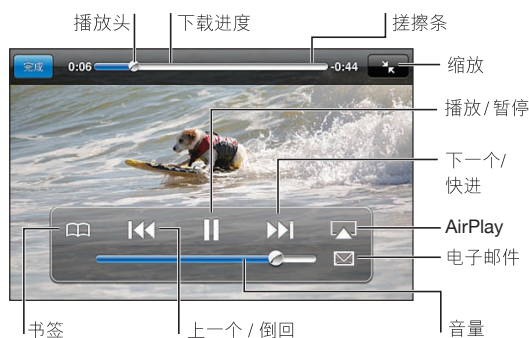 播放头
下载进度
搓擦条
完成
0:06
-0:44
缩放
播放/暂停
下一个/
快进
AirPlay
电子邮件
书签
上一个 / 倒回
音量